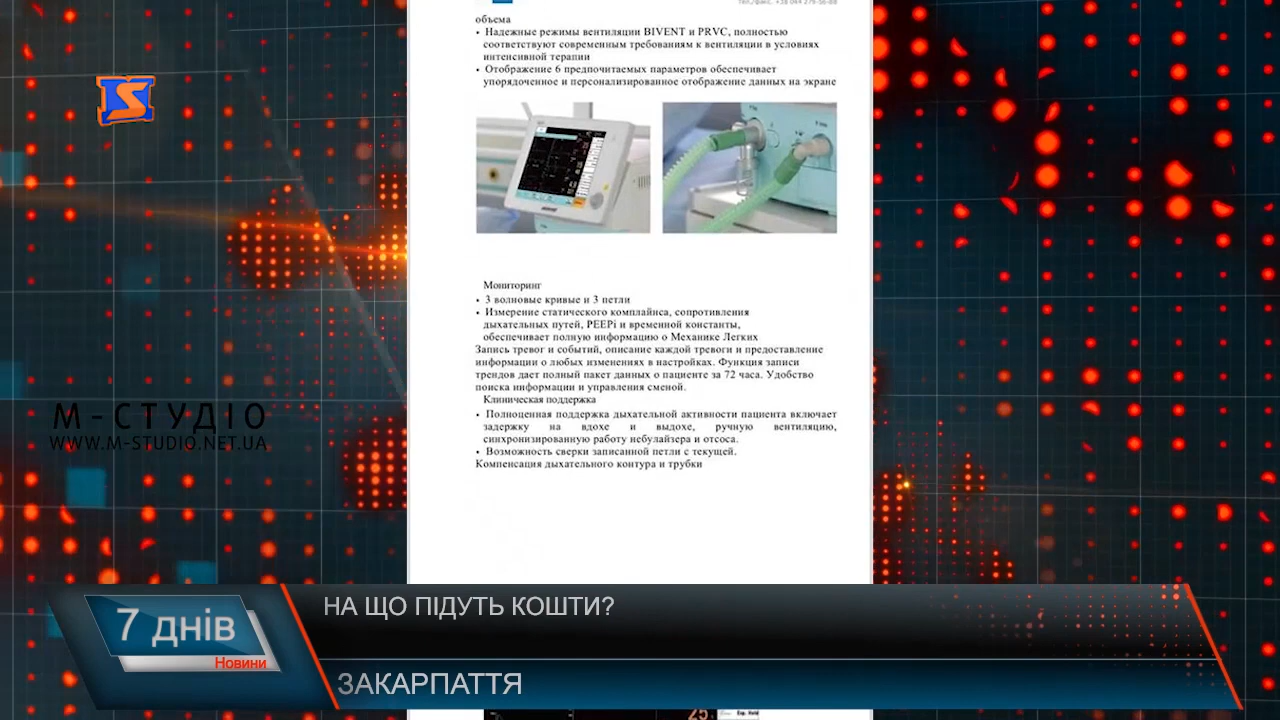 объема
• Надежные режимы вентиляции BIVENT и PRVC, полностью
соответствуют современным требованиям к вентиляции в условиях
интенсивной терапии
• Отображение 6 предпочитаемых параметров обеспечивает
упорядоченное и персонализированное отображение данных на экране
Мониторинг
• 3 волновые кривые и 3 петли
• Измерение статического комплайнса, сопротивления
дыхательных путей, PEEPi и временной константы,
обеспечивает полную информацию о Механике Легких
Запись тревог и событий, описание каждой тревоги и предоставление
информации о любых изменениях в настройках. Функция записи
трендов дает полный пакет данных о пациенте за 72 часа. Удобство
поиска информации и управления сменой.
Клиническая поддержка
• Полноценная поддержка дыхательной активности пациента включает
задержку на вдохе и выдохе, ручную вентиляцию,
синхронизированную работу небулайзера и отсоса.
• Возможность сверки записанной петли с текущей.
Компенсация дыхательного контура и трубки
М-СТУДІО
WWW.M-STUDIO.NET.UA
НА ЩО ПІДУТЬ КОШТИ?
7 днів
Новини
ЗАКАРПАТТЯ
25